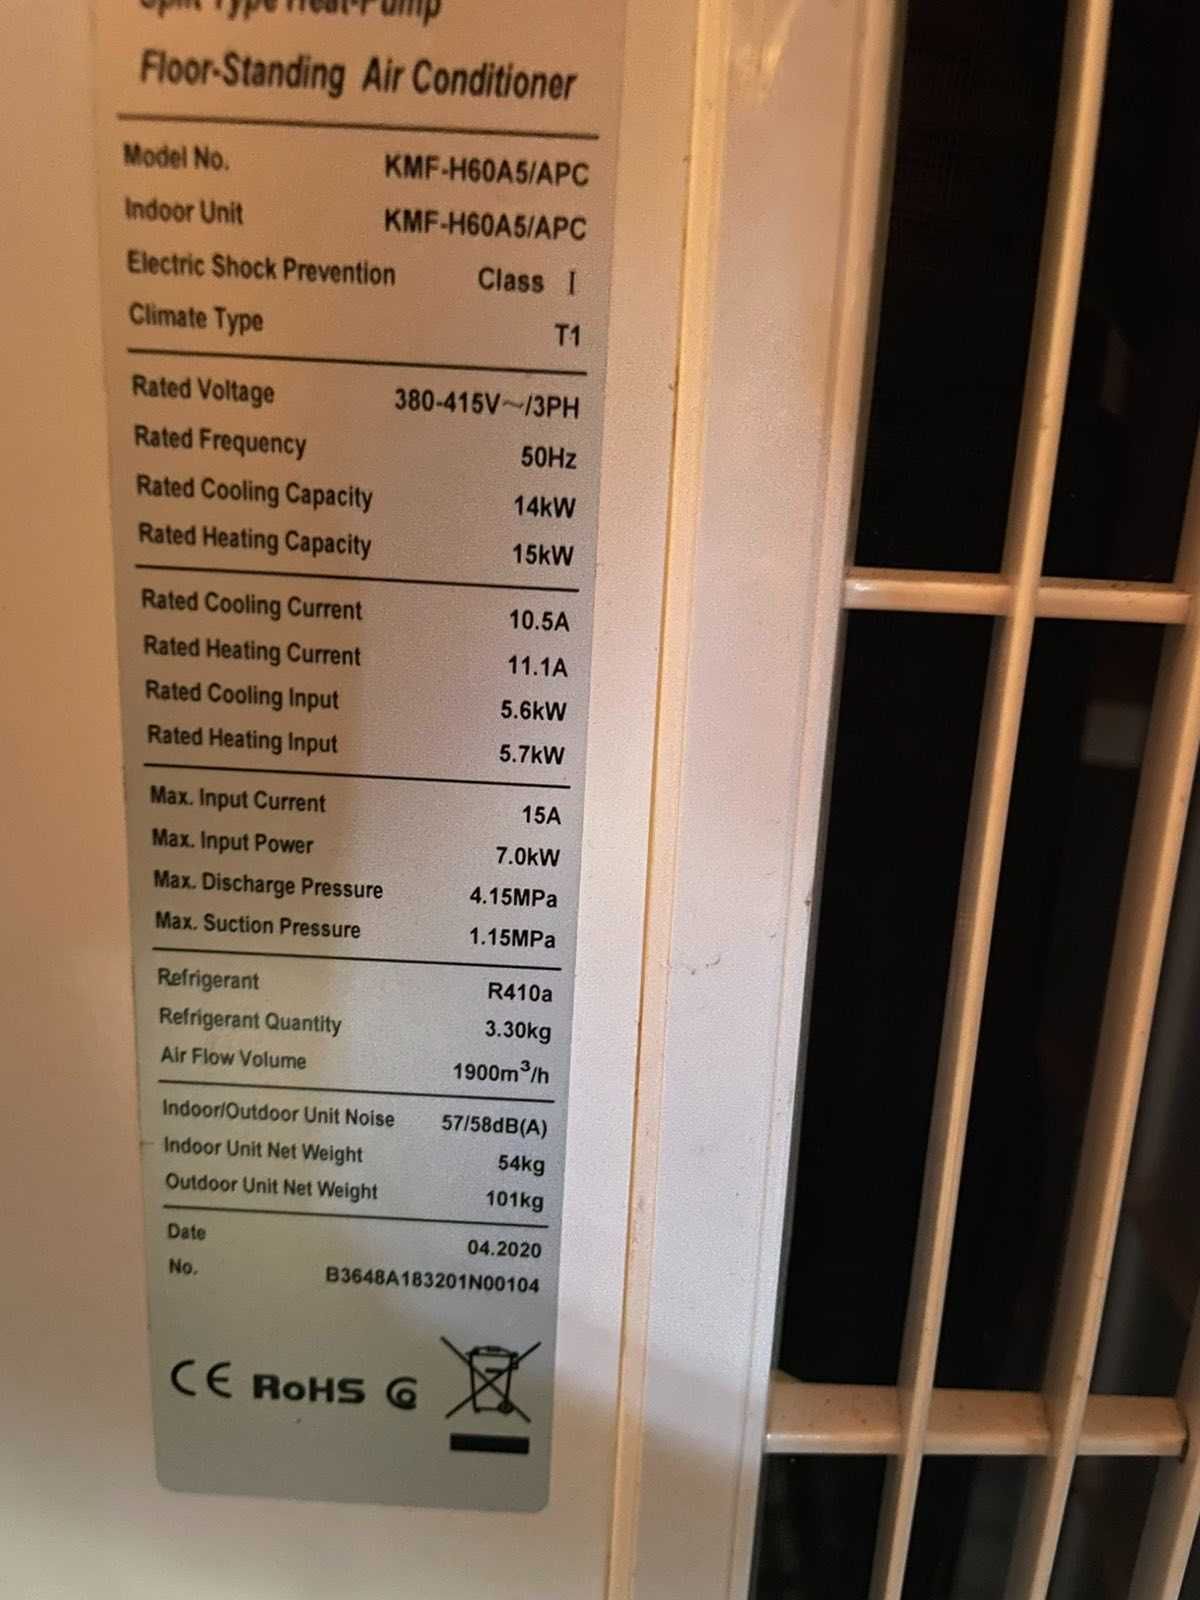 Split Type Heat-Pump
Floor-Standing Air Conditioner
Model No. KMF-H60A5/APC
Indoor Unit KMF-H60A5/APC
Electric Shock Prevention Class I
Climate Type T1
Rated Voltage 380-415V～/3PH
Rated Frequency 50Hz
Rated Cooling Capacity 14kW
Rated Heating Capacity 15kW
Rated Cooling Current 10.5A
Rated Heating Current 11.1A
Rated Cooling Input 5.6kW
Rated Heating Input 5.7kW
Max. Input Current 15A
Max. Input Power 7.0kW
Max. Discharge Pressure 4.15MPa
Max. Suction Pressure 1.15MPa
Refrigerant R410a
Refrigerant Quantity 3.30kg
Air Flow Volume 1900m³/h
Indoor/Outdoor Unit Noise 57/58dB(A)
Indoor Unit Net Weight 54kg
Outdoor Unit Net Weight 101kg
Date 04.2020
No. B3648A183201N00104
CE RoHS